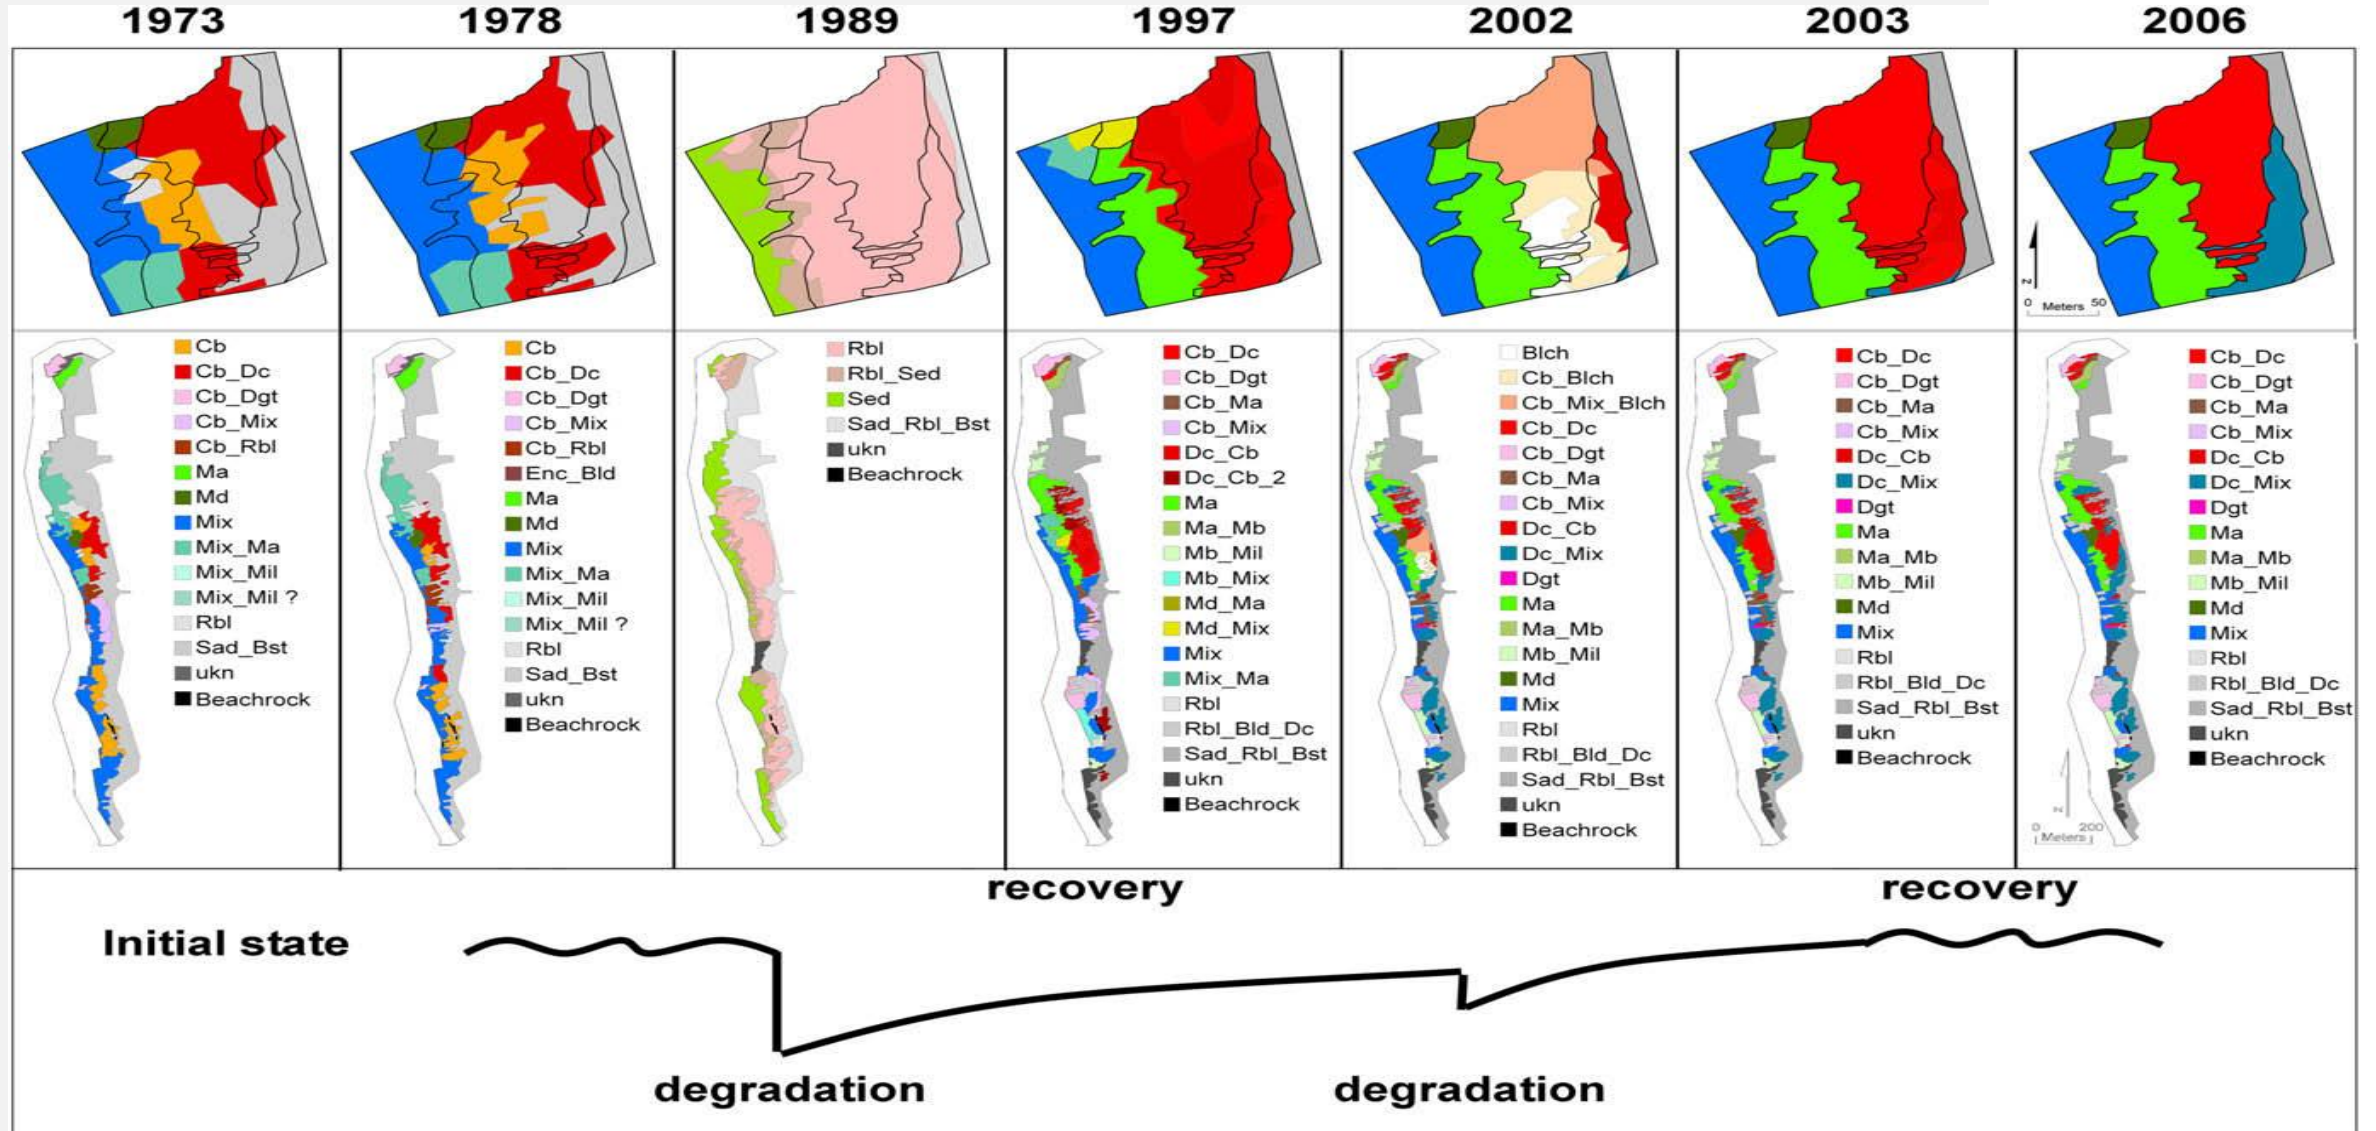 1973
1978
1989
1997
2002
2003
2006
N
0 Meters 50
Cb
Cb_Dc
Cb_Dgt
Cb_Mix
Cb_Rbl
Ma
Md
Mix
Mix_Ma
Mix_Mil
Mix_Mil ?
Rbl
Sad_Bst
ukn
Beachrock
Cb
Cb_Dc
Cb_Dgt
Cb_Mix
Cb_Rbl
Enc_Bld
Ma
Md
Mix
Mix_Ma
Mix_Mil
Mix_Mil ?
Rbl
Sad_Bst
ukn
Beachrock
Rbl
Rbl_Sed
Sed
Sad_Rbl_Bst
ukn
Beachrock
Cb_Dc
Cb_Dgt
Cb_Ma
Cb_Mix
Dc_Cb
Dc_Cb_2
Ma
Ma_Mb
Mb_Mil
Mb_Mix
Md_Ma
Md_Mix
Mix
Mix_Ma
Rbl
Rbl_Bld_Dc
Sad_Rbl_Bst
ukn
Beachrock
Blch
Cb_Blch
Cb_Mix_Blch
Cb_Dc
Cb_Dgt
Cb_Ma
Cb_Mix
Dc_Cb
Dc_Mix
Dgt
Ma
Ma_Mb
Mb_Mil
Md
Mix
Rbl
Rbl_Bld_Dc
Sad_Rbl_Bst
ukn
Beachrock
Cb_Dc
Cb_Dgt
Cb_Ma
Cb_Mix
Dc_Cb
Dc_Mix
Dgt
Ma
Ma_Mb
Mb_Mil
Md
Mix
Rbl
Rbl_Bld_Dc
Sad_Rbl_Bst
ukn
Beachrock
Cb_Dc
Cb_Dgt
Cb_Ma
Cb_Mix
Dc_Cb
Dc_Mix
Dgt
Ma
Ma_Mb
Mb_Mil
Md
Mix
Rbl
Rbl_Bld_Dc
Sad_Rbl_Bst
ukn
Beachrock
N
0 200
Meters
recovery
recovery
Initial state
degradation
degradation